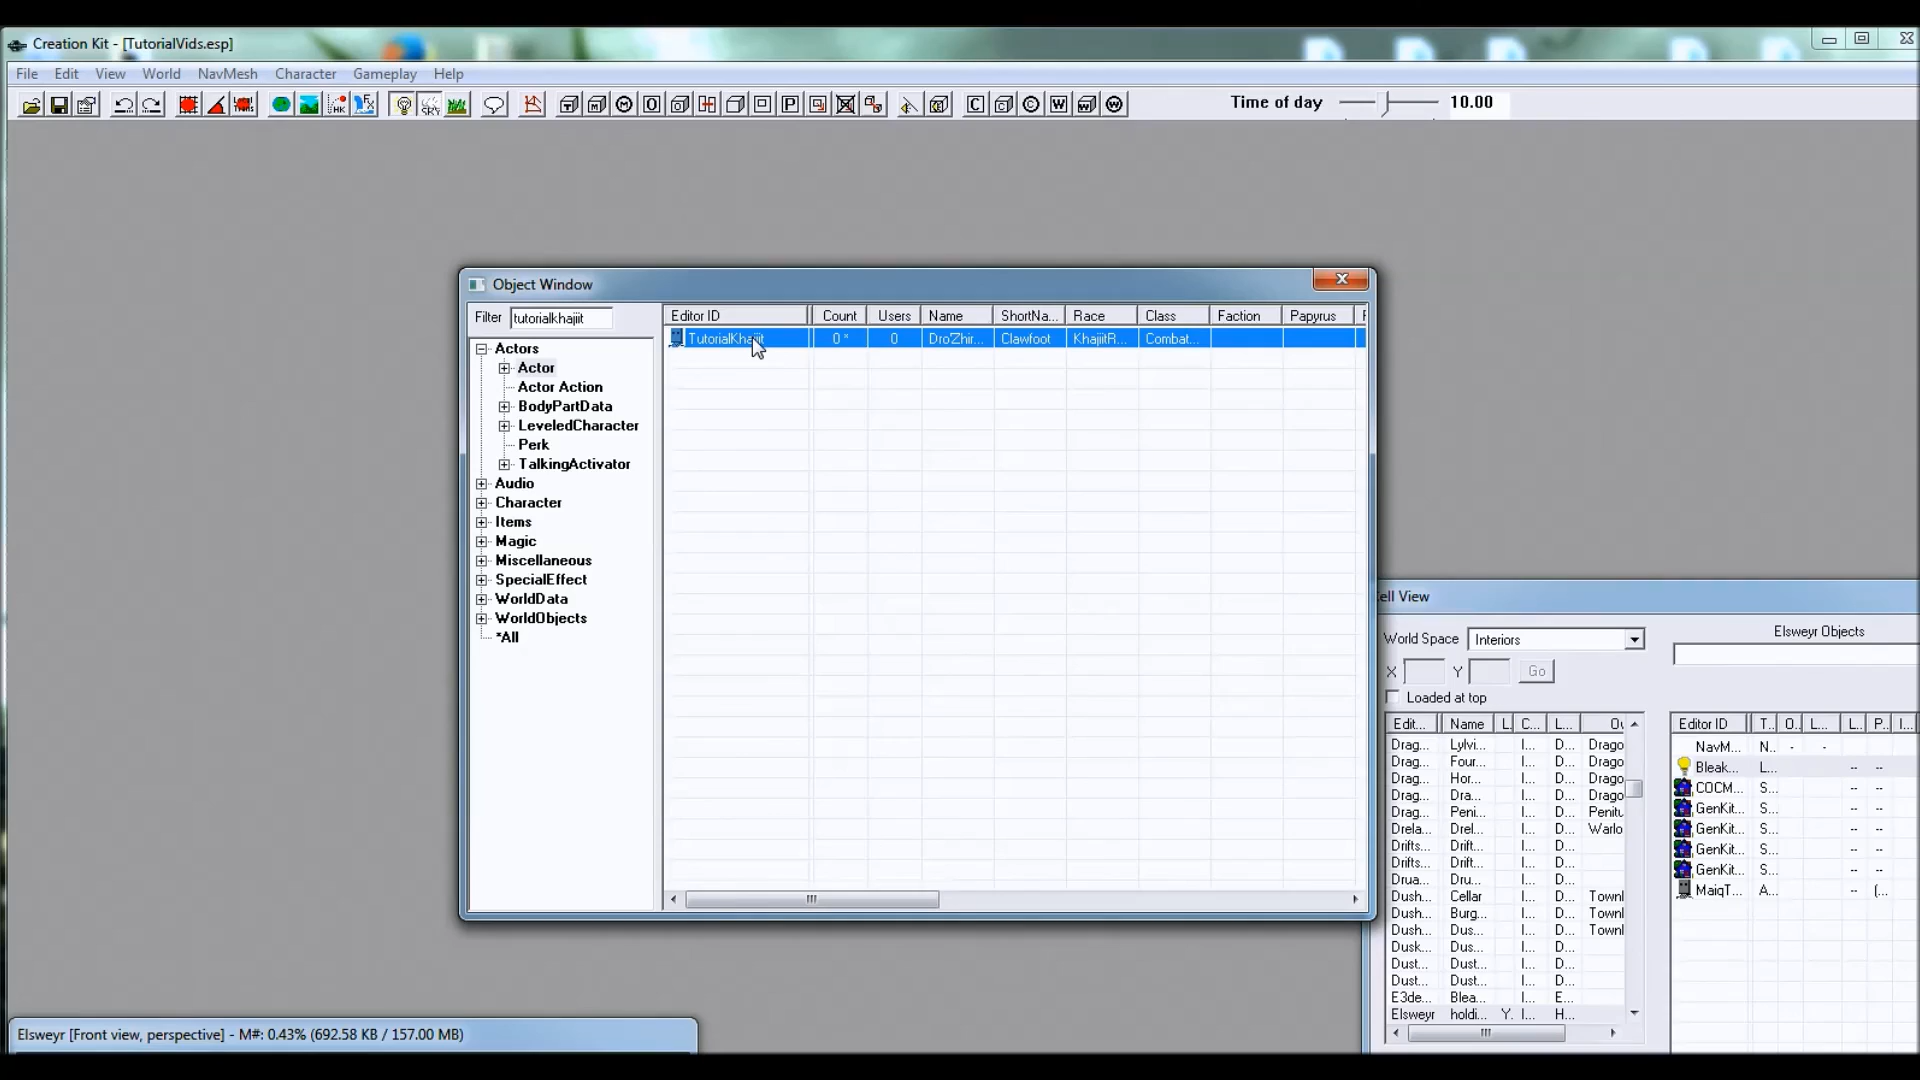 Creation Kit - [TutorialVids.esp]
File Edit View World NavMesh Character Gameplay Help
Time of day 10.00
Object Window
Filter tutorialkhajiit
Editor ID Count Users Name ShortNa... Race Class Faction Papyrus
TutorialKhajiit 0 * 0 Dro'Zhir... Clawfoot KhajiitR... Combat...
Actors
Actor
Actor Action
BodyPartData
LeveledCharacter
Perk
TalkingActivator
Audio
Character
Items
Magic
Miscellaneous
SpecialEffect
WorldData
WorldObjects
*All
Cell View
World Space Interiors
X Y Go
Loaded at top
Edit... Name L C... L... Ow
Drag... Lylvi... I... D... Drago
Drag... Four... I... D... Drago
Drag... Hor... I... D... Drago
Drag... Dra... I... D... Drago
Drag... Peni... I... D... Penitu
Drela... Drel... I... D... Warlo
Drifts... Drift... I... D...
Drifts... Drift... I... D...
Drua... Dru... I... D...
Dush... Cellar I... D... Townl
Dush... Burg... I... D... Townl
Dush... Dus... I... D... Townl
Dusk... Dus... I... D...
Dust... Dust... I... D...
Dust... Dust... I... D...
E3de... Blea... I... E...
Elsweyr holdi... Y. I... H...
Elsweyr Objects
Editor ID T.. O.. L... L.. P.. I...
NavM... N... - -
Bleak... L... -- --
COCM... S...
GenKit... S... -- --
GenKit... S... -- --
GenKit... S... -- --
GenKit... S... -- --
MaiqT... A... -- (...
Elsweyr [Front view, perspective] - M#: 0.43% (692.58 KB / 157.00 MB)